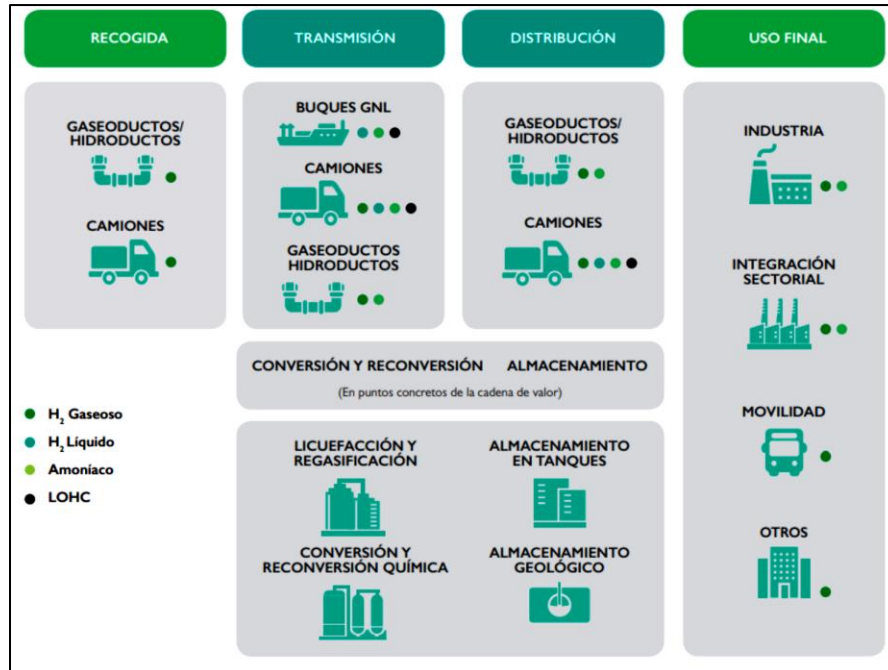 RECOGIDA
TRANSMISIÓN
DISTRIBUCIÓN
USO FINAL
GASEODUCTOS/
HIDRODUCTOS
CAMIONES
BUQUES GNL
CAMIONES
GASEODUCTOS
HIDRODUCTOS
GASEODUCTOS/
HIDRODUCTOS
CAMIONES
INDUSTRIA
INTEGRACIÓN
SECTORIAL
MOVILIDAD
OTROS
CONVERSIÓN Y RECONVERSIÓN ALMACENAMIENTO
(En puntos concretos de la cadena de valor)
LICUEFACCIÓN Y
REGASIFICACIÓN
ALMACENAMIENTO
EN TANQUES
CONVERSIÓN Y
RECONVERSIÓN QUÍMICA
ALMACENAMIENTO
GEOLÓGICO
H₂ Gaseoso
H₂ Líquido
Amoníaco
LOHC